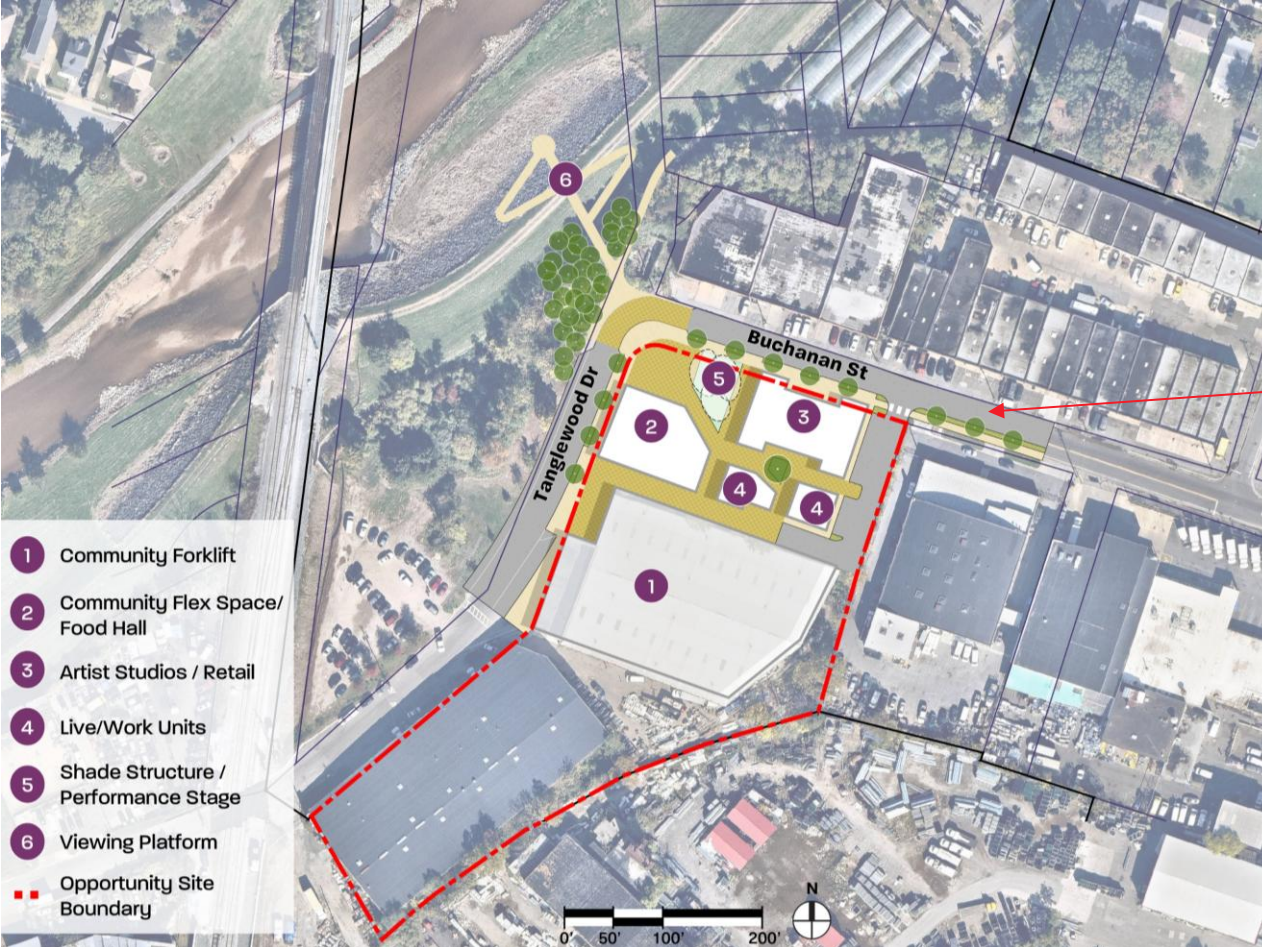 6
Buchanan St
5
3
Tanglewood Dr
2
4
4
1
1 Community Forklift
2 Community Flex Space/
Food Hall
3 Artist Studios / Retail
4 Live/Work Units
5 Shade Structure /
Performance Stage
6 Viewing Platform
Opportunity Site
Boundary
N
0' 50' 100' 200'